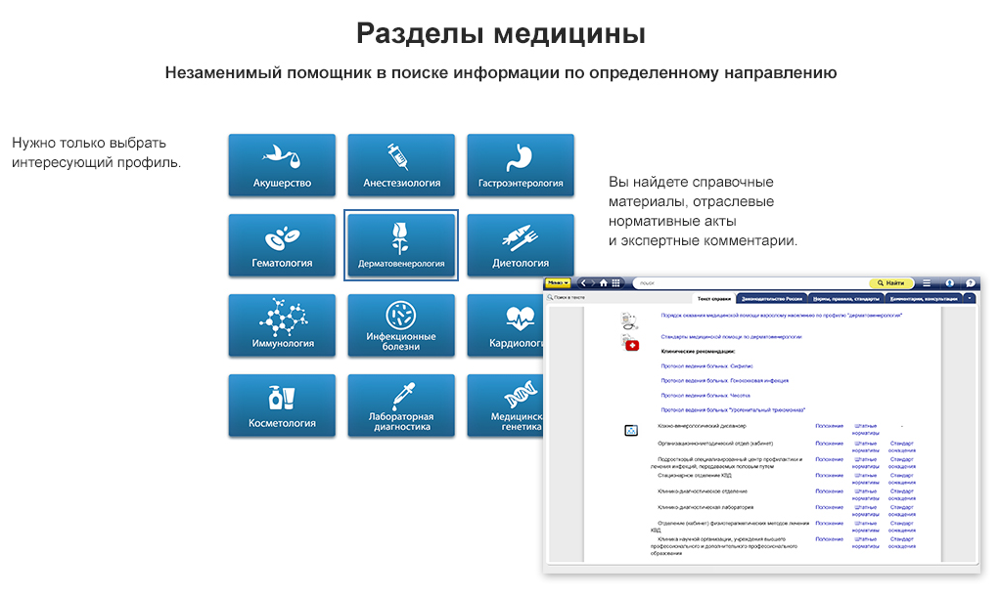 Разделы медицины
Незаменимый помощник в поиске информации по определенному направлению
Нужно только выбрать
интересующий профиль.
Акушерство
Анестезиология
Гастроэнтерология
Гематология
Дерматовенерология
Диетология
Иммунология
Инфекционные
болезни
Кардиологи
Косметология
Лабораторная
диагностика
Медицинск
генетика
Вы найдете справочные
материалы, отраслевые
нормативные акты
и экспертные комментарии.
Меню
поиск
Найти
Поиск в тексте
Текст справки
Законодательство России
Нормы, правила, стандарты
Комментарии, консультации
Порядок оказания медицинской помощи взрослому населению по профилю "дерматовенерология"
Стандарты медицинской помощи по дерматовенерологии:
Клинические рекомендации:
Протокол ведения больных. Сифилис
Протокол ведения больных. Гонококковая инфекция
Протокол ведения больных. Чесотка
Протокол ведения больных "Урогенитальный трихомониаз"
Кожно-венерологический диспансер Положение Штатные -
нормативы
Организационнометодический отдел (кабинет) Положение Штатные Стандарт
нормативы оснащения
Подростковый специализированный центр профилактики и Положение Штатные Стандарт
лечения инфекций, передаваемых половым путем нормативы оснащения
Стационарное отделение КВД Положение Штатные Стандарт
нормативы оснащения
Клинико-диагностическое отделение Положение Штатные Стандарт
нормативы оснащения
Клинико-диагностическая лаборатория Положение Штатные Стандарт
нормативы оснащения
Отделение (кабинет) физиотерапевтических методов лечения Положение Штатные Стандарт
КВД нормативы оснащения
Клиника научной организации, учреждения высшего Положение Штатные Стандарт
профессионального и дополнительного профессионального нормативы оснащения
образования